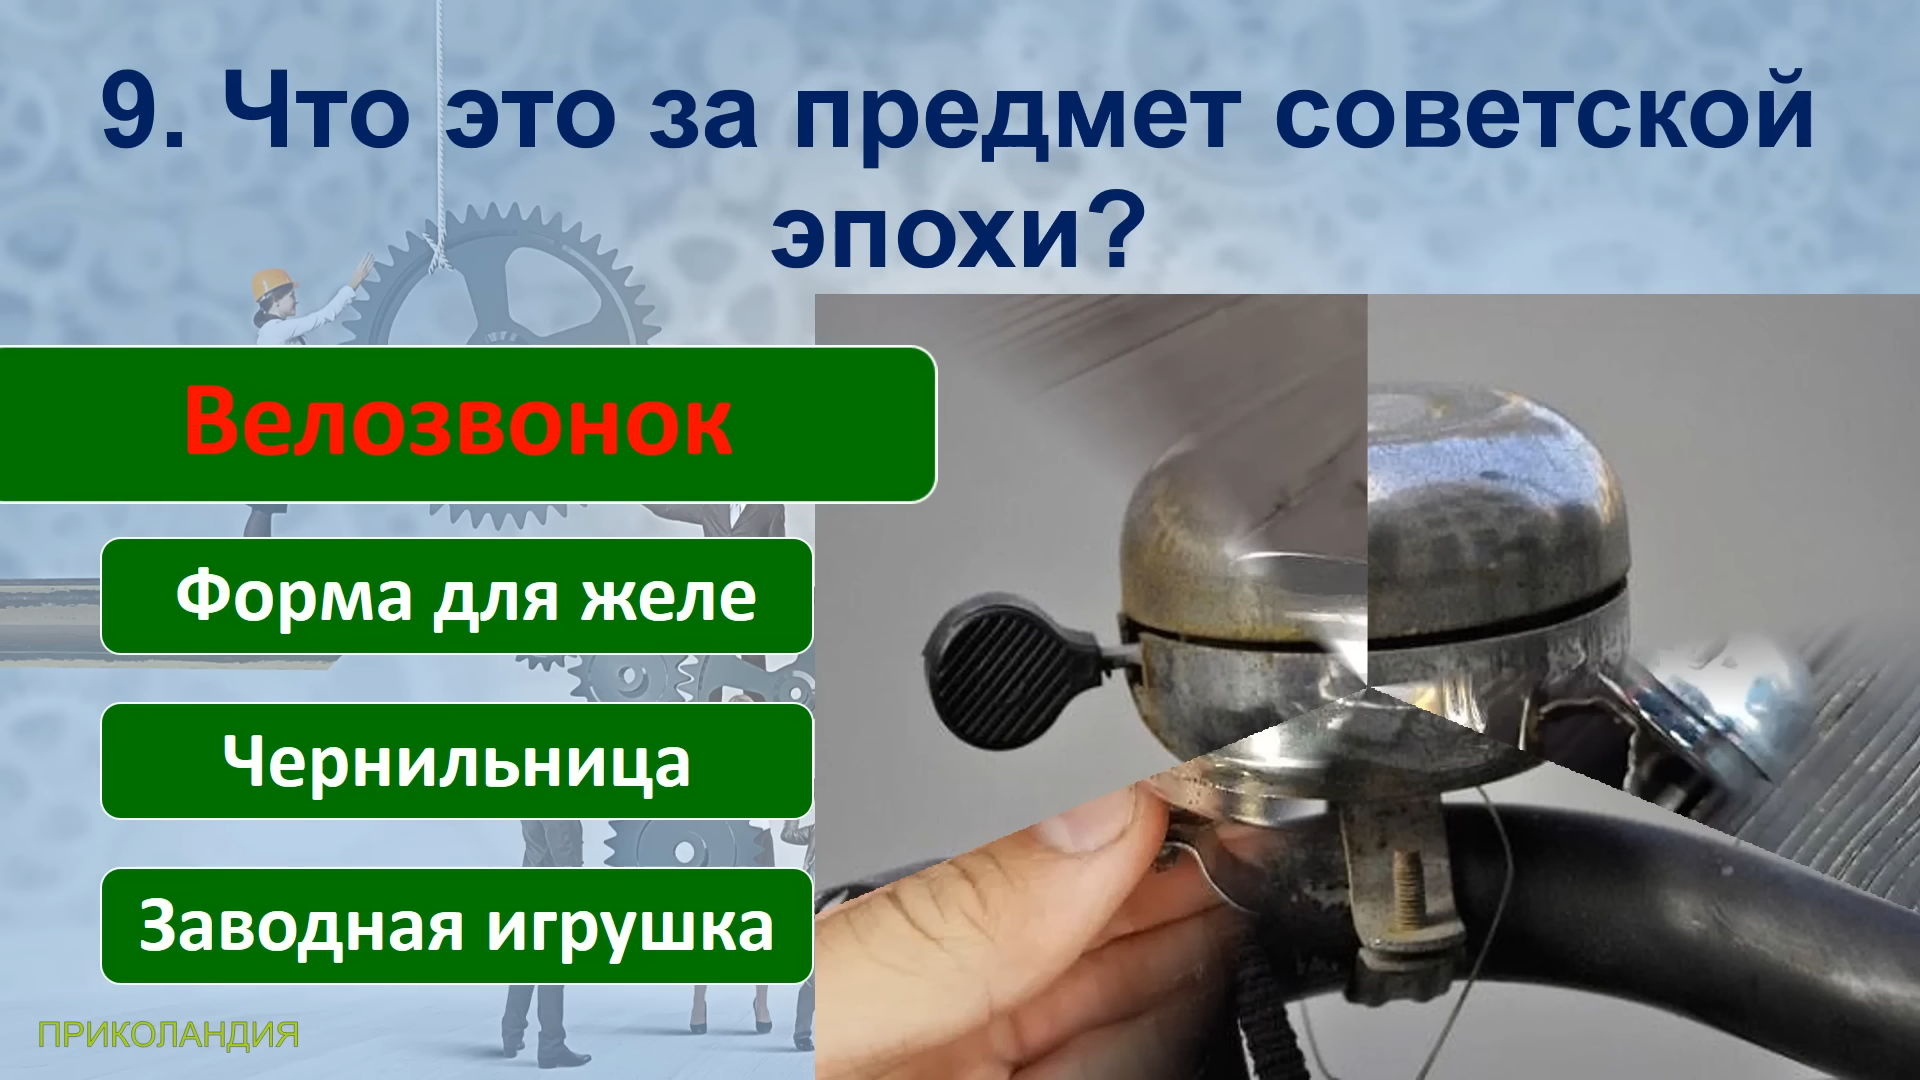 9. Что это за предмет советской
эпохи?
Велозвонок
Форма для желе
Чернильница
Заводная игрушка
ПРИКОЛАНДИЯ